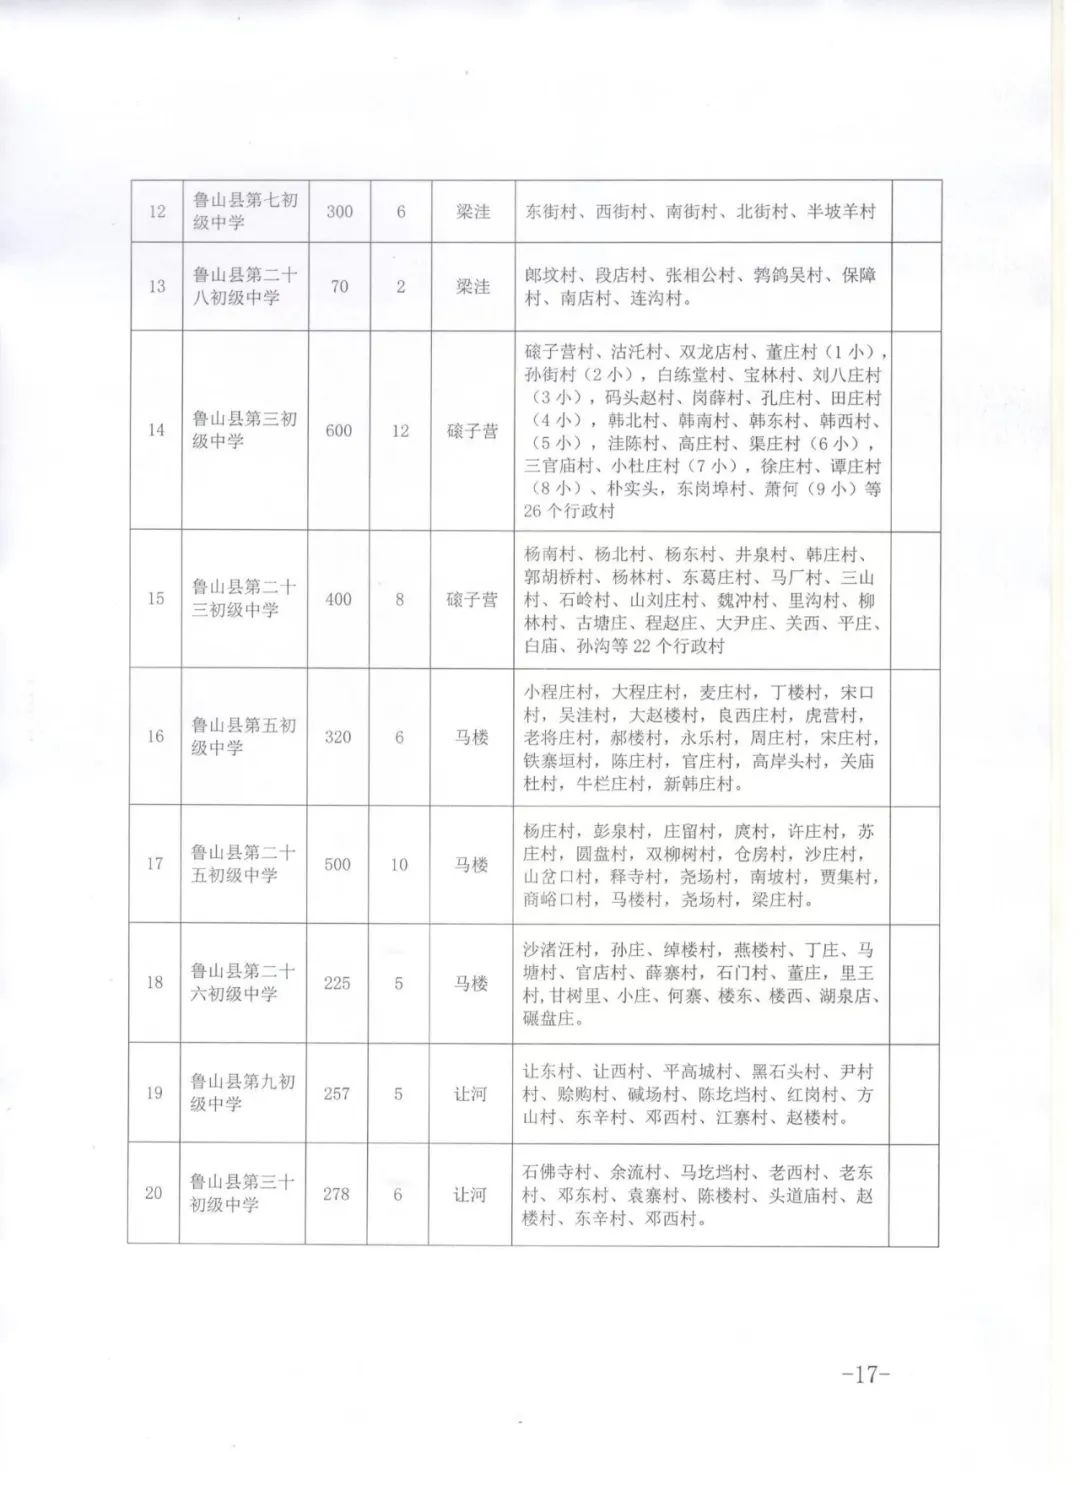 12
鲁山县第七初
级中学
300
6
梁洼
东街村、西街村、南街村、北街村、半坡羊村
13
鲁山县第二十
八初级中学
70
2
梁洼
郎坟村、段店村、张相公村、鹁鸽吴村、保障
村、南店村、连沟村。
14
鲁山县第三初
级中学
600
12
磙子营
磙子营村、沽沱村、双龙店村、董庄村(1小),
孙街村(2小),白练堂村、宝林村、刘八庄村
(3小),码头赵村、岗薛村、孔庄村、田庄村
(4小),韩北村、韩南村、韩东村、韩西村、
(5小),洼陈村、高庄村、渠庄村(6小),
三官庙村、小杜庄村(7小),徐庄村、谭庄村
(8小)、朴实头,东岗埠村、萧何(9小)等
26个行政村
15
鲁山县第二十
三初级中学
400
8
磙子营
杨南村、杨北村、杨东村、井泉村、韩庄村、
郭胡桥村、杨林村、东葛庄村、马厂村、三山
村、石岭村、山刘庄村、魏冲村、里沟村、柳
林村、古塘庄、程赵庄、大尹庄、关西、平庄、
白庙、孙沟等22个行政村
16
鲁山县第五初
级中学
320
6
马楼
小程庄村,大程庄村,麦庄村,丁楼村,宋口
村,吴洼村,大赵楼村,良西庄村,虎营村,
老将庄村,郝楼村,永乐村,周庄村,宋庄村,
铁寨垣村,陈庄村,官庄村,高岸头村,关庙
杜村,牛栏庄村,新韩庄村。
17
鲁山县第二十
五初级中学
500
10
马楼
杨庄村,彭泉村,庄留村,庹村,许庄村,苏
庄村,圆盘村,双柳树村,仓房村,沙庄村,
山岔口村,释寺村,尧场村,南坡村,贾集村,
商峪口村,马楼村,尧场村,梁庄村。
18
鲁山县第二十
六初级中学
225
5
马楼
沙渚汪村,孙庄、绰楼村,燕楼村、丁庄、马
塘村、官店村、薛寨村,石门村、董庄,里王
村,甘树里、小庄、何寨、楼东、楼西、湖泉店、
碾盘庄。
19
鲁山县第九初
级中学
257
5
让河
让东村、让西村、平高城村、黑石头村、尹村
村、赊购村、碱场村、陈圪垱村、红岗村、方
山村、东辛村、邓西村、江寨村、赵楼村。
20
鲁山县第三十
初级中学
278
6
让河
石佛寺村、余流村、马圪垱村、老西村、老东
村、邓东村、袁寨村、陈楼村、头道庙村、赵
楼村、东辛村、邓西村。
-17-